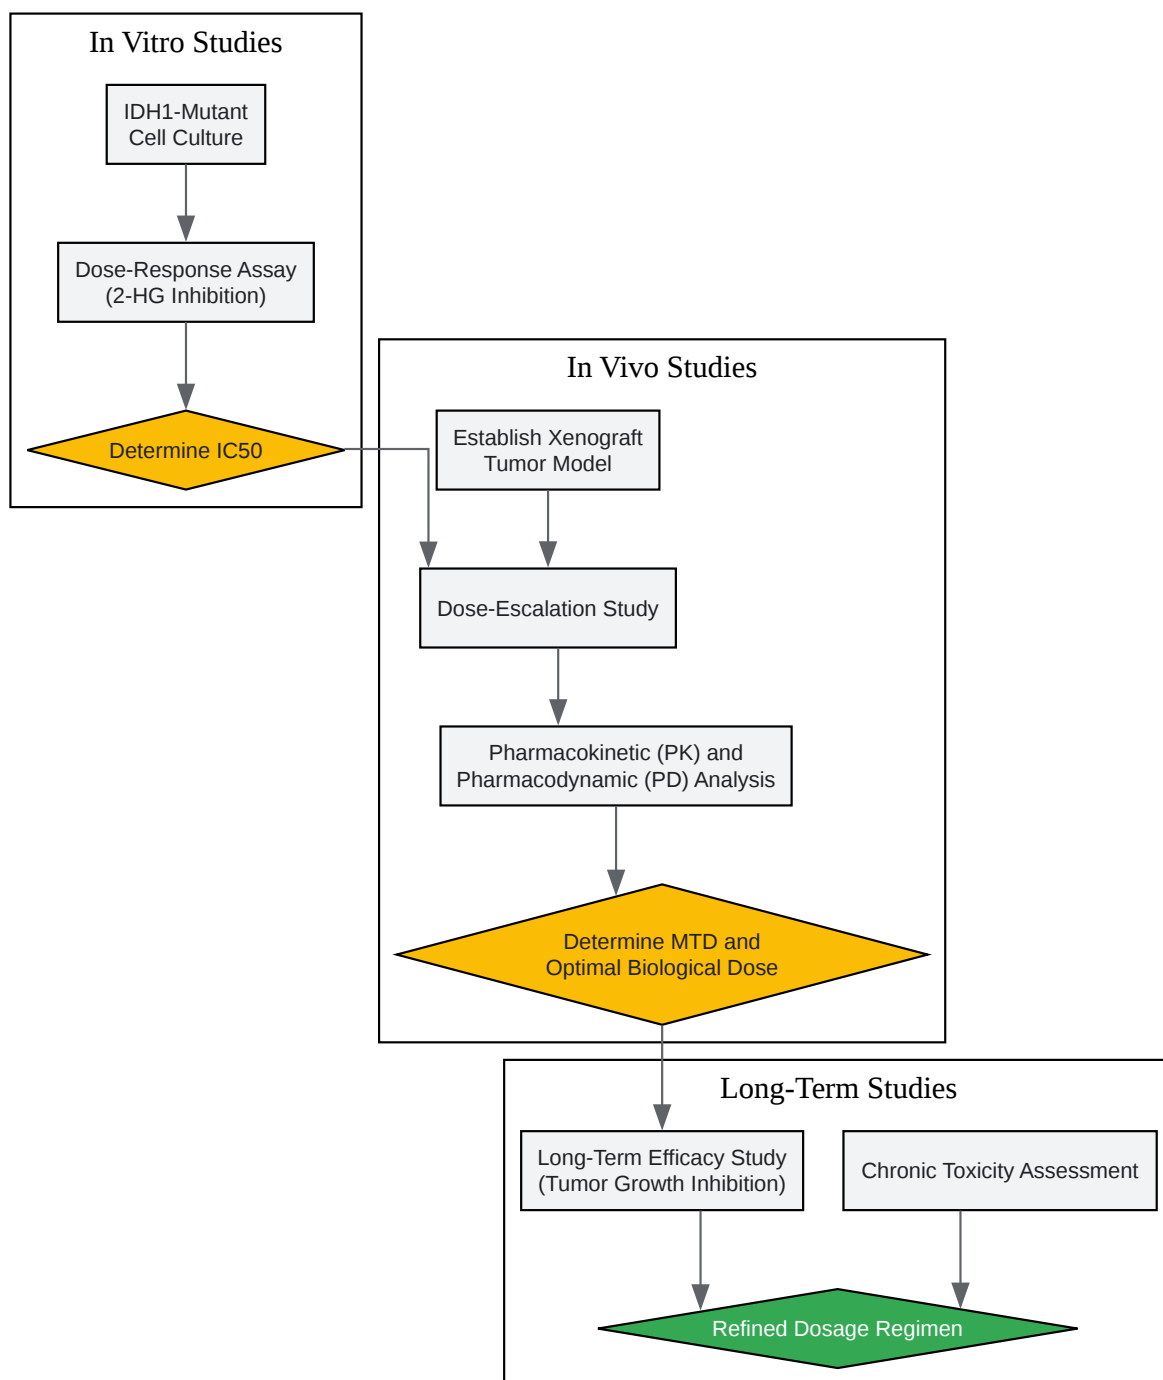 In Vitro Studies
IDH1-Mutant
Cell Culture
Dose-Response Assay
(2-HG Inhibition)
Determine IC50
In Vivo Studies
Establish Xenograft
Tumor Model
Dose-Escalation Study
Pharmacokinetic (PK) and
Pharmacodynamic (PD) Analysis
Determine MTD and
Optimal Biological Dose
Long-Term Studies
Long-Term Efficacy Study
(Tumor Growth Inhibition)
Chronic Toxicity Assessment
Refined Dosage Regimen